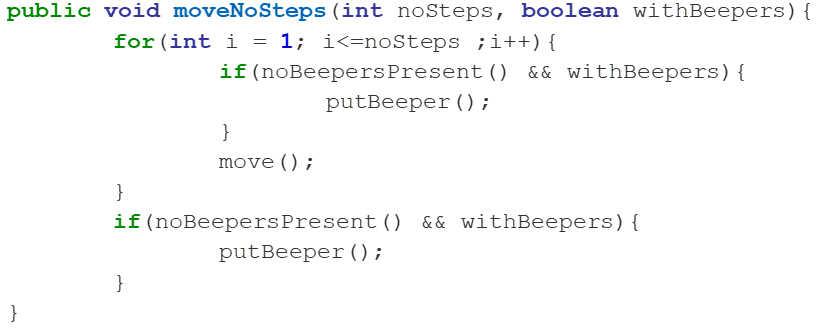 public void moveNoSteps(int noSteps, boolean withBeepers){
for(int i = 1; i<=noSteps ;i++){
if(noBeepersPresent() && withBeepers){
putBeeper();
}
move();
}
if(noBeepersPresent() && withBeepers){
putBeeper();
}
}